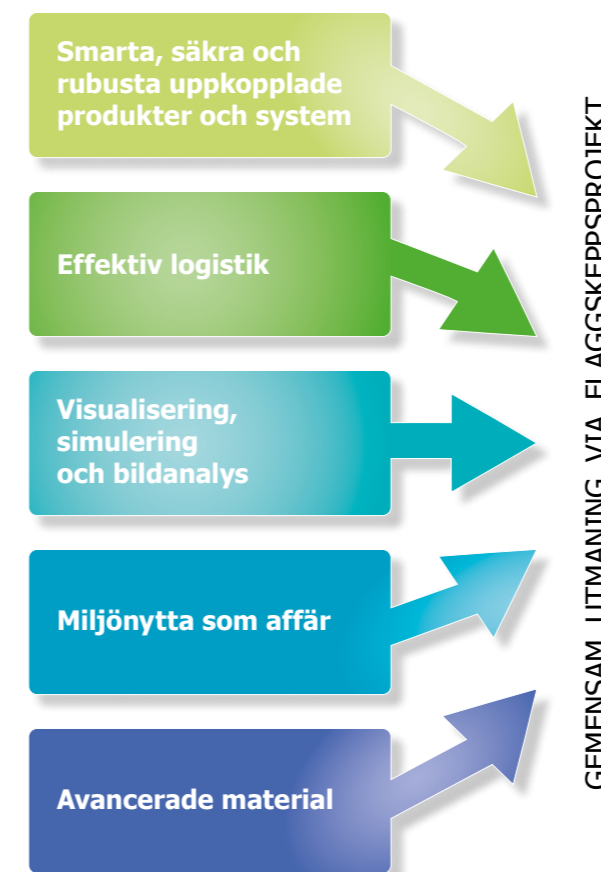 Smarta, säkra och
rubusta uppkopplade
produkter och system
Effektiv logistik
Visualisering,
simulering
och bildanalys
Miljönytta som affär
Avancerade material
GEMENSAM UTMANING VIA FLAGGSKEPPSPROJEKT